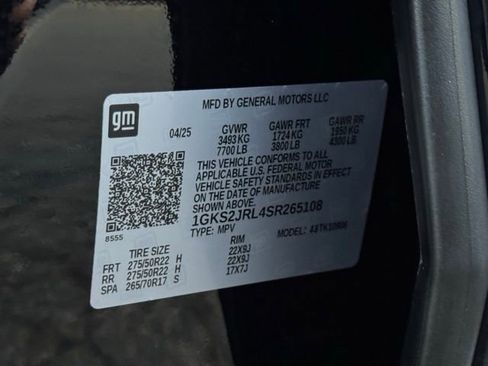 gm
MFD BY GENERAL MOTORS LLC
04/25 GVWR GAWR FRT GAWR RR
3493 KG 1724 KG 1950 KG
7700 LB 3800 LB 4300 LB
THIS VEHICLE CONFORMS TO ALL
APPLICABLE U.S. FEDERAL MOTOR
VEHICLE SAFETY STANDARDS IN EFFECT
ON THE DATE OF MANUFACTURE
1GKS2JRL4SR265108
8555 TYPE: MPV MODEL:
TIRE SIZE RIM
FRT 275/50R22 H 22X9J
RR 275/50R22 H 22X9J
SPA 265/70R17 S 17X7J